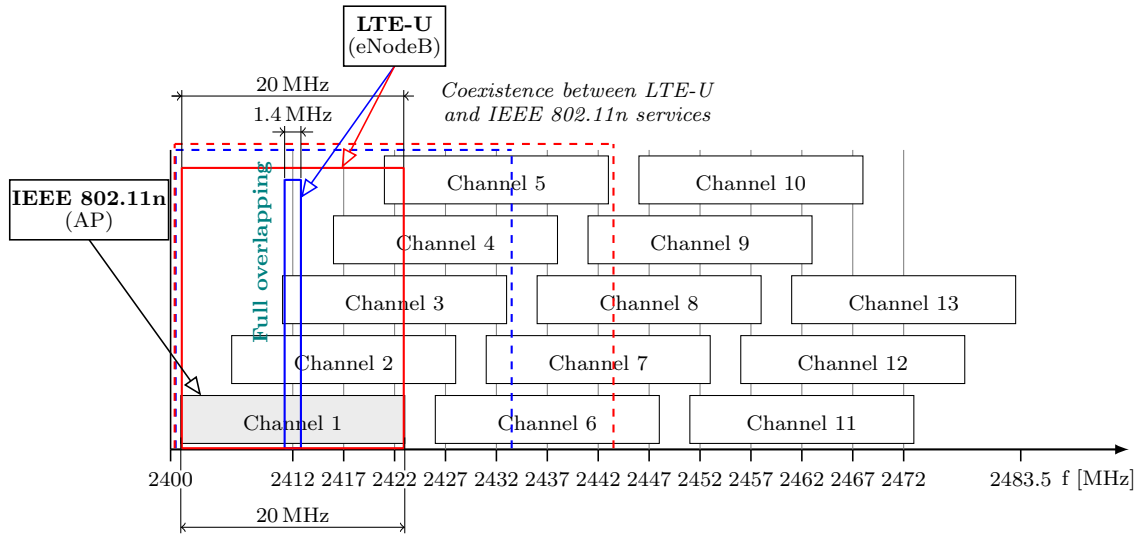 LTE-U
(eNodeB)
20 MHz
Coexistence between LTE-U
and IEEE 802.11n services
1.4 MHz
IEEE 802.11n
(AP)
Full overlapping
Channel 5
Channel 10
Channel 4
Channel 9
Channel 3
Channel 8
Channel 13
Channel 2
Channel 7
Channel 12
Channel 1
Channel 6
Channel 11
2400 2412 2417 2422 2427 2432 2437 2442 2447 2452 2457 2462 2467 2472 2483.5 f [MHz]
20 MHz